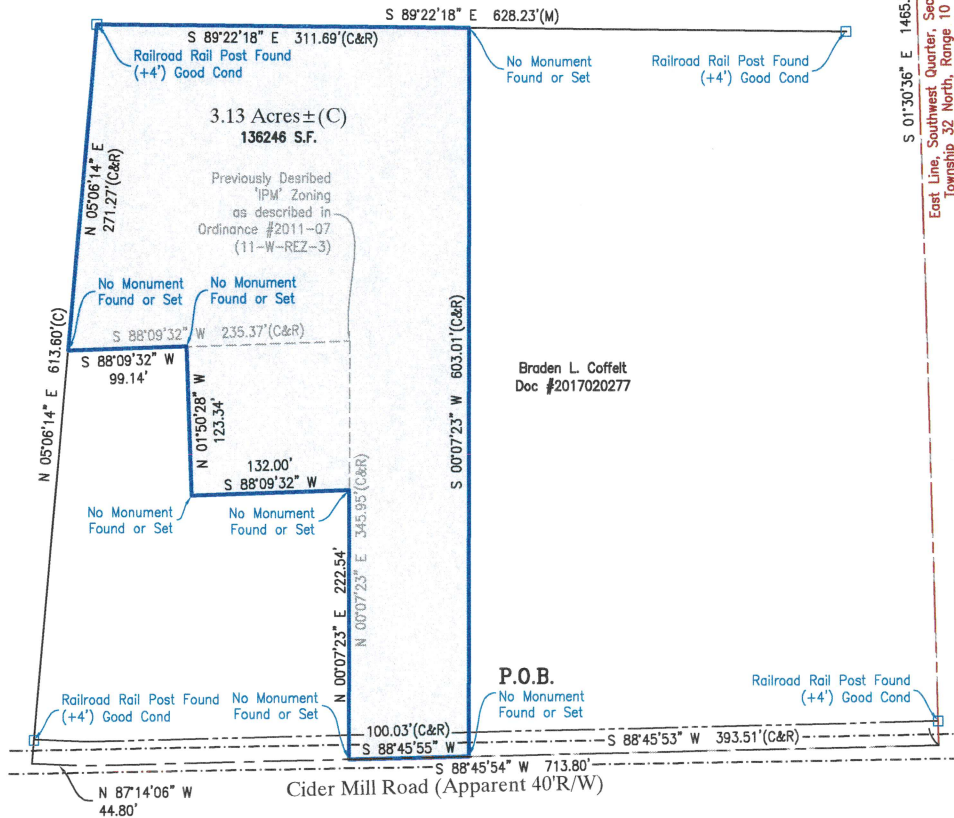 S 89°22'18" E 628.23'(M)
S 89°22'18" E 311.69'(C&R)
Railroad Rail Post Found
(+4') Good Cond
No Monument
Found or Set
Railroad Rail Post Found
(+4') Good Cond
S 01°30'36" E 1465.
East Line, Southwest Quarter, Sec
Township 32 North, Range 10
3.13 Acres±(C)
136246 S.F.
N 05°06'14" E
271.27'(C&R)
Previously Desribed
'IPM' Zoning
as described in
Ordinance #2011-07
(11-W-REZ-3)
No Monument
Found or Set
No Monument
Found or Set
S 88°09'32" W 235.37'(C&R)
S 88°09'32" W
99.14'
N 05°06'14" E 613.60'(C)
N 01°50'28" W
123.34'
S 00°07'23" W 603.01'(C&R)
Braden L. Coffelt
Doc #2017020277
132.00'
S 88°09'32" W
No Monument
Found or Set
No Monument
Found or Set
N 00°07'23" E 345.95'(C&R)
N 00°07'23" E 222.54'
P.O.B.
No Monument
Found or Set
Railroad Rail Post Found
(+4') Good Cond
No Monument
Found or Set
Railroad Rail Post Found
(+4') Good Cond
100.03'(C&R)
S 88°45'55" W
S 88°45'53" W 393.51'(C&R)
S 88°45'54" W 713.80'
Cider Mill Road (Apparent 40'R/W)
N 87°14'06" W
44.80'